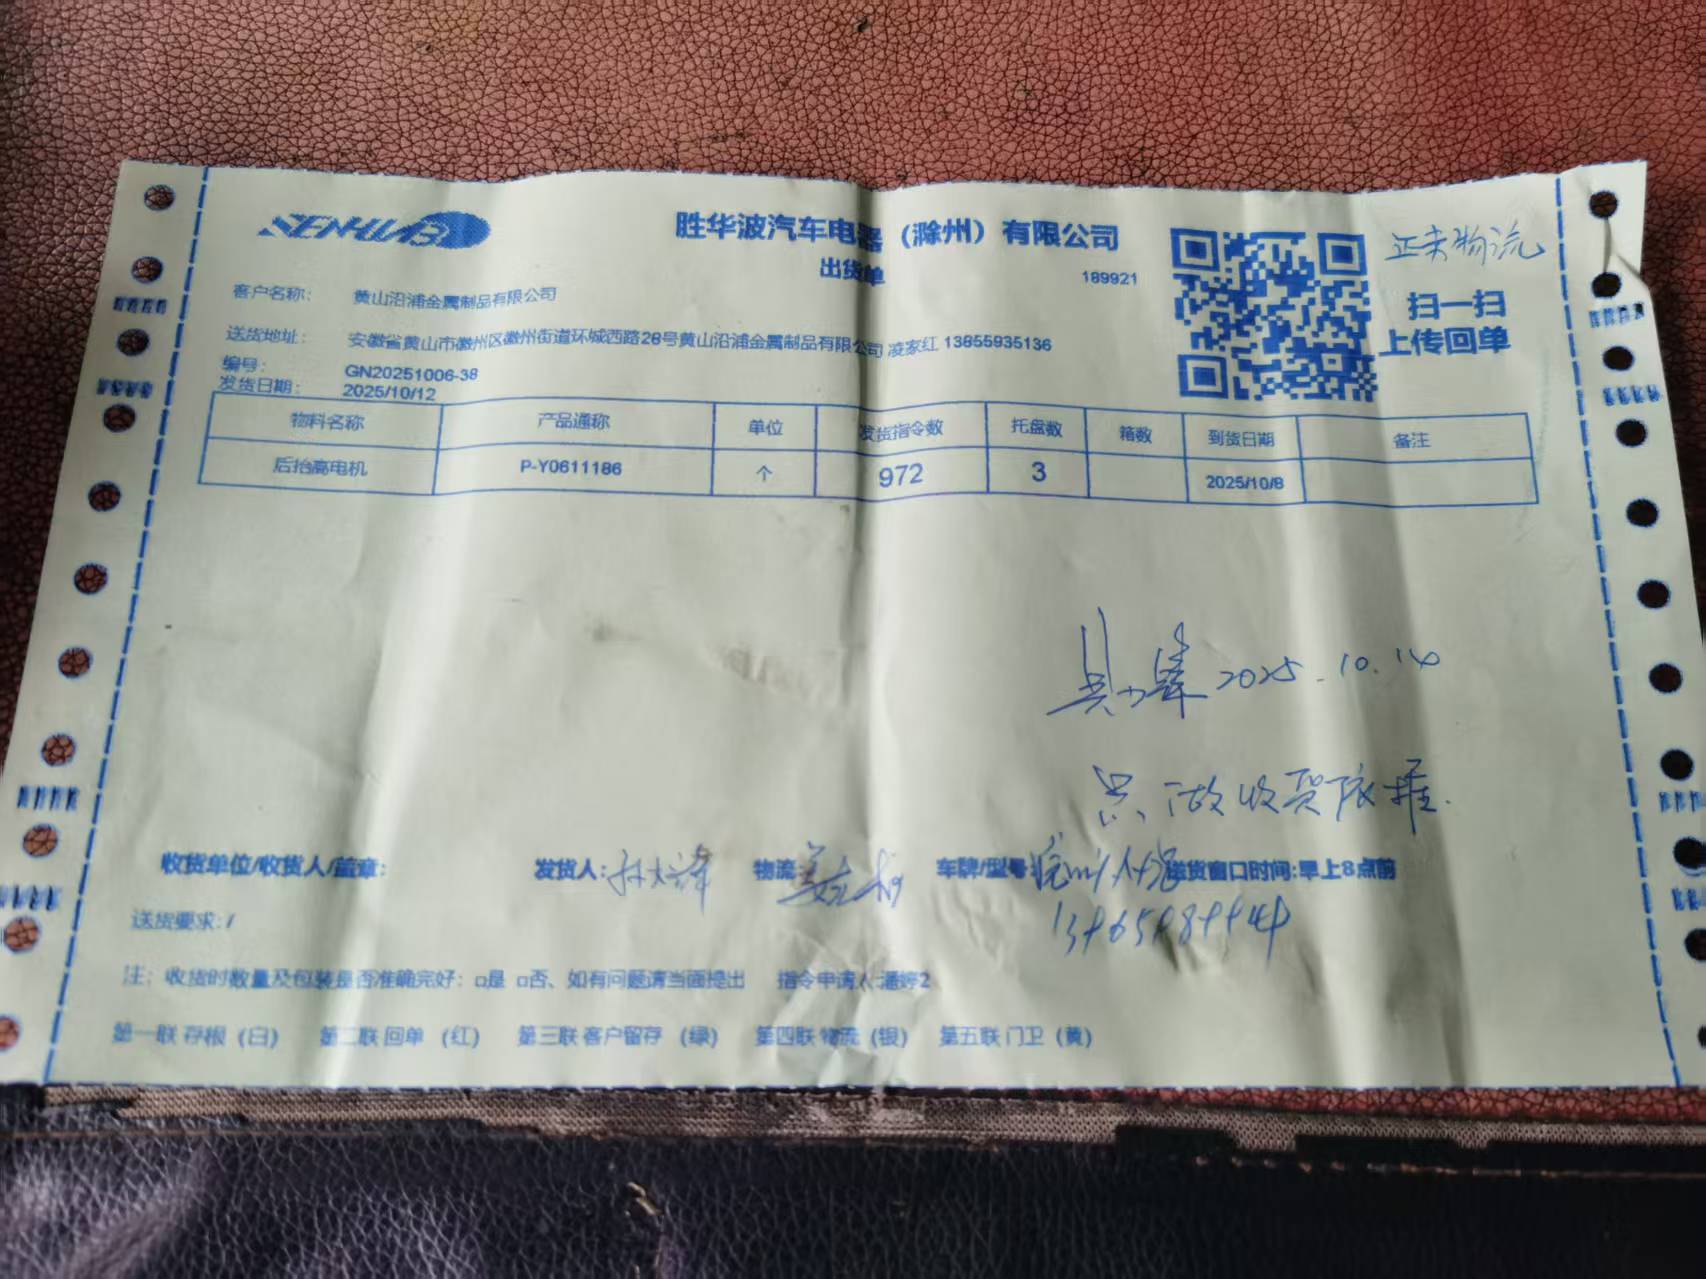 SENHUAB
胜华波汽车电器（滁州）有限公司
出货单
189921
物流
扫一扫
上传回单
客户名称： 黄山沿浦金属制品有限公司
送货地址： 安徽省黄山市徽州区徽州街道环城西路28号黄山沿浦金属制品有限公司 凌家红 13855935136
编号： GN20251006-38
发货日期： 2025/10/12
物料名称 产品通称 单位 发货指令数 托盘数 箱数 到货日期 备注
后抬高电机 P-Y0611186 个 972 3 2025/10/8
2025.10.14
只做收货依据.
收货单位/收货人/盖章： 发货人: 物流: 车牌/型号: 送货窗口时间:早上8点前
送货要求: /
注: 收货时数量及包装是否准确完好: □是 □否、如有问题请当面提出 指令申请人:潘婷2
第一联 存根（白） 第二联 回单（红） 第三联 客户留存（绿） 第四联 物流（银） 第五联 门卫（黄）